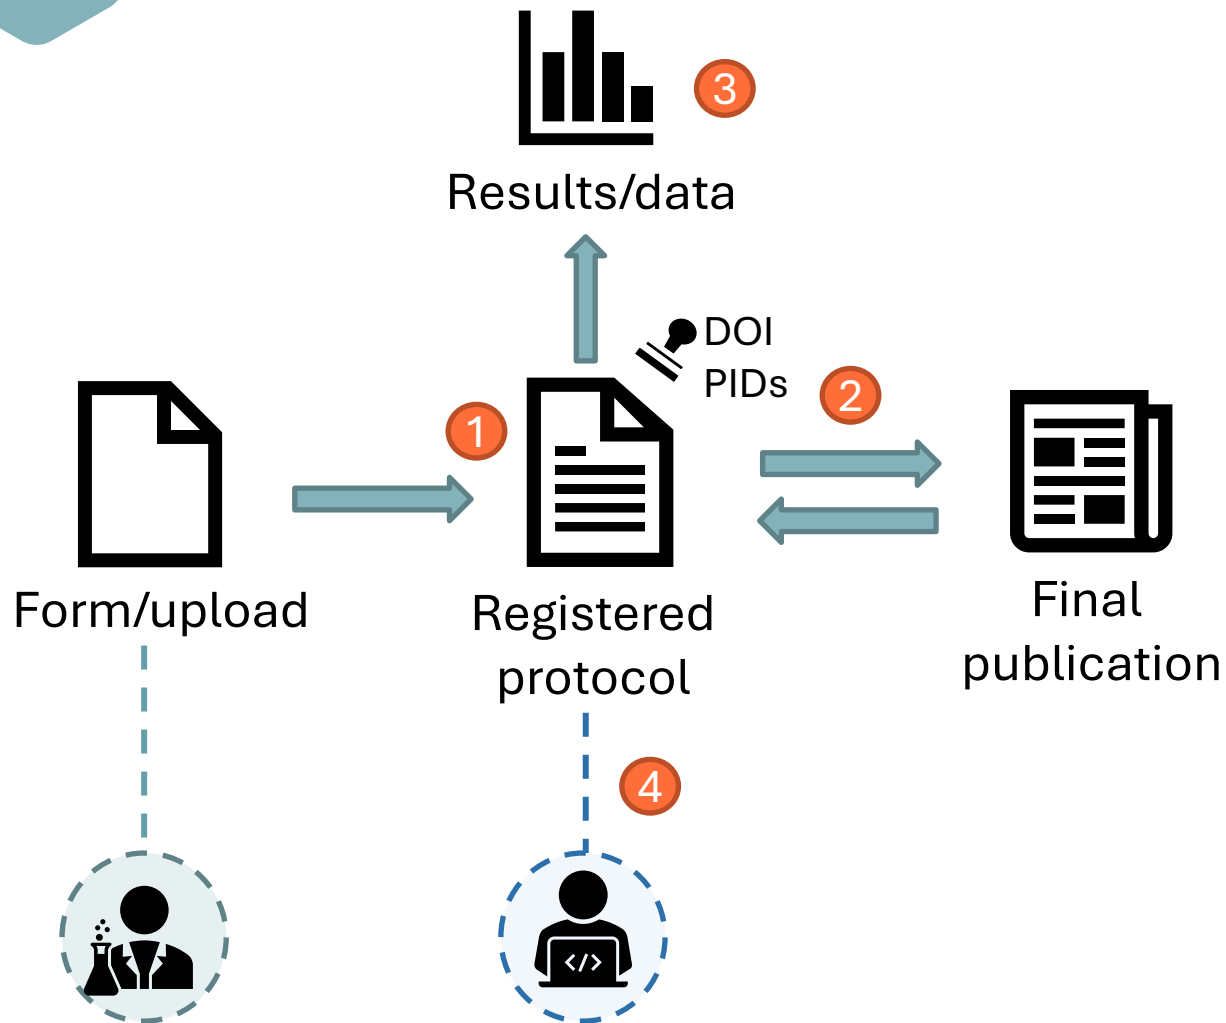 3
Results/data
DOI
PIDs
1
2
Form/upload
Registered
protocol
Final
publication
4
</>